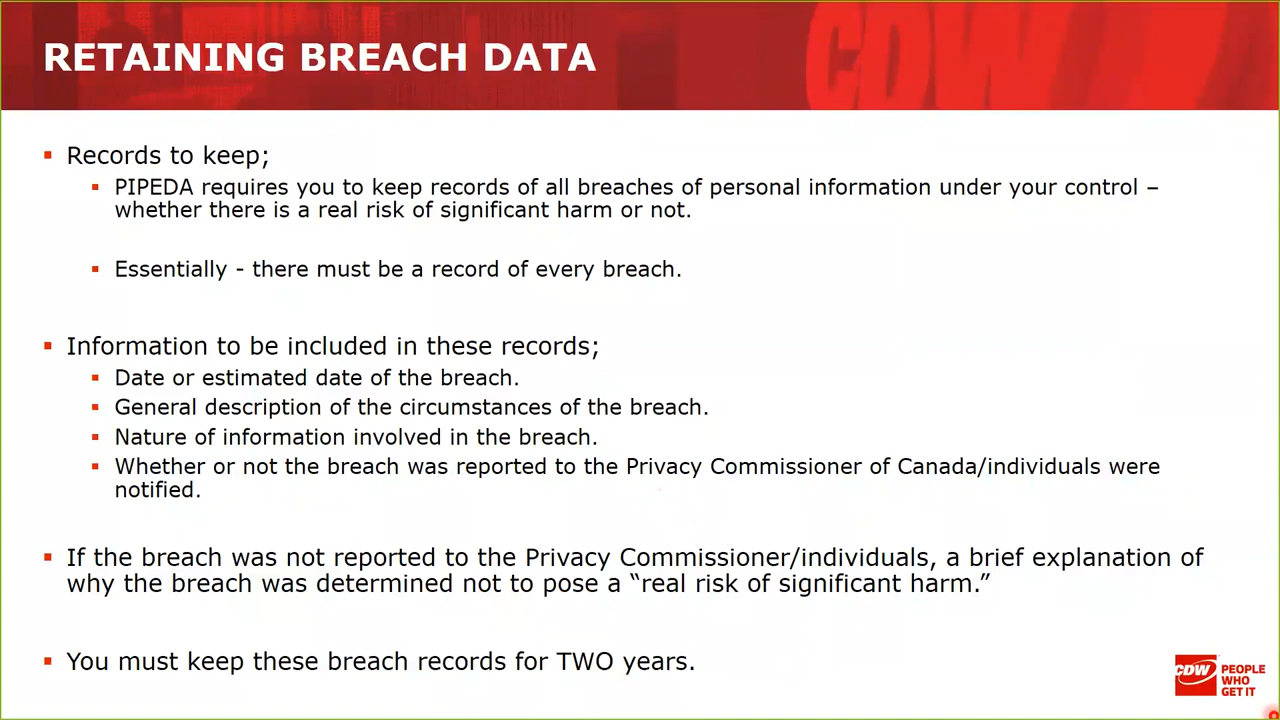 RETAINING BREACH DATA
CDW
Records to keep;
PIPEDA requires you to keep records of all breaches of personal information under your control –
whether there is a real risk of significant harm or not.
Essentially - there must be a record of every breach.
Information to be included in these records;
Date or estimated date of the breach.
General description of the circumstances of the breach.
Nature of information involved in the breach.
Whether or not the breach was reported to the Privacy Commissioner of Canada/individuals were
notified.
If the breach was not reported to the Privacy Commissioner/individuals, a brief explanation of
why the breach was determined not to pose a “real risk of significant harm.”
You must keep these breach records for TWO years.
CDW
PEOPLE
WHO
GET IT